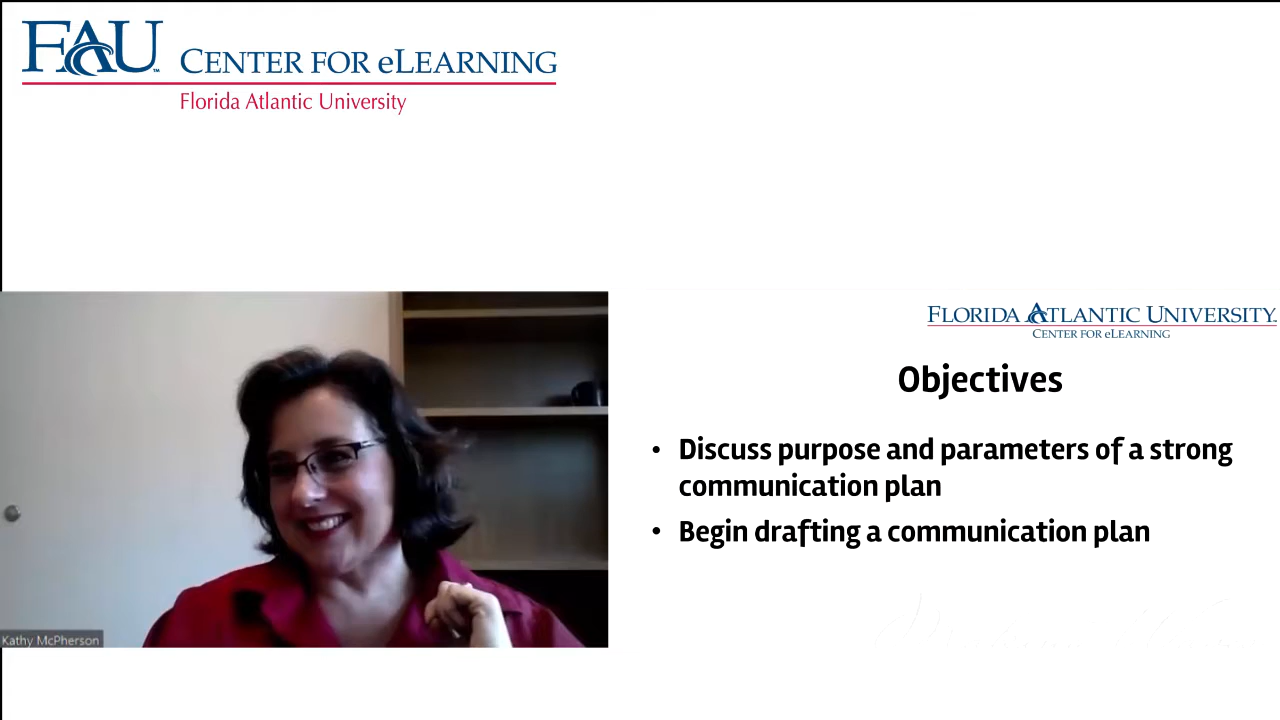 FAU CENTER FOR eLEARNING
Florida Atlantic University
FLORIDA ATLANTIC UNIVERSITY
CENTER FOR eLEARNING
Objectives
• Discuss purpose and parameters of a strong
communication plan
• Begin drafting a communication plan
Kathy McPherson